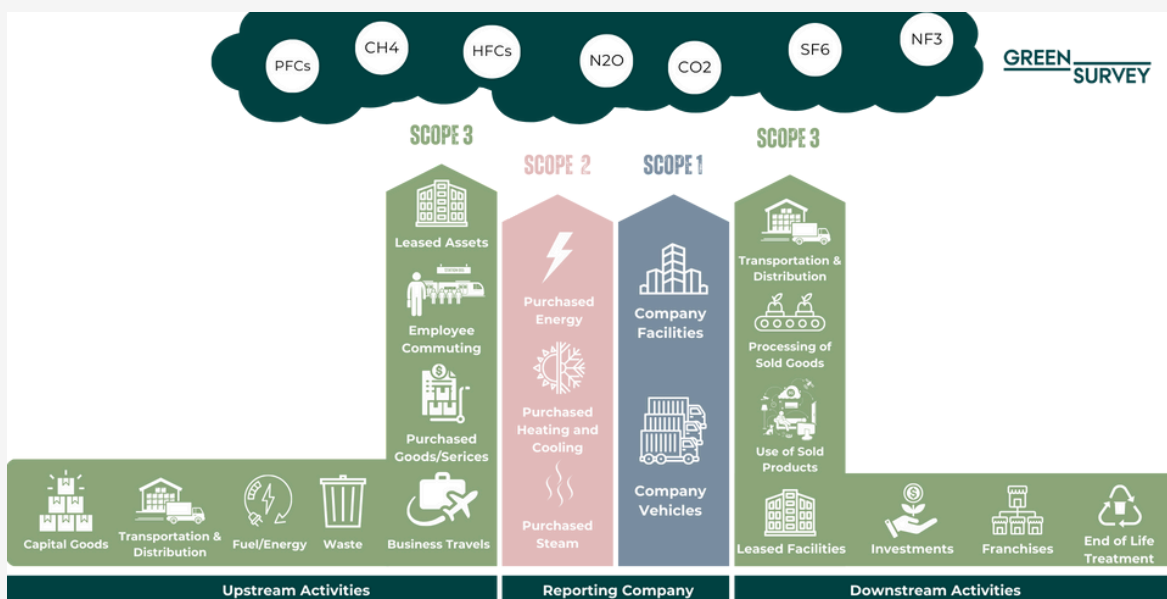 PFCs
CH4
HFCs
N2O
CO2
SF6
NF3
GREEN
SURVEY
SCOPE 3
SCOPE 2
SCOPE 1
SCOPE 3
Leased Assets
Employee
Commuting
Purchased
Goods/Serices
Capital Goods
Transportation &
Distribution
Fuel/Energy
Waste
Business Travels
Purchased
Energy
Purchased
Heating and
Cooling
Purchased
Steam
Company
Facilities
Company
Vehicles
Transportation &
Distribution
Processing of
Sold Goods
Use of Sold
Products
Leased Facilities
Investments
Franchises
End of Life
Treatment
Upstream Activities
Reporting Company
Downstream Activities